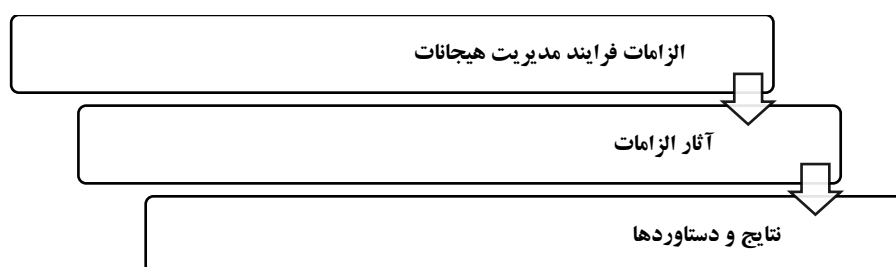 الزامات فرایند مدیریت هیجانات
آثار الزامات
نتایج و دستاوردها